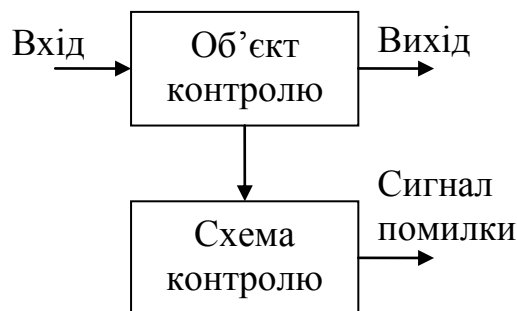 Вхід
Об’єкт
контролю
Вихід
Схема
контролю
Сигнал
помилки